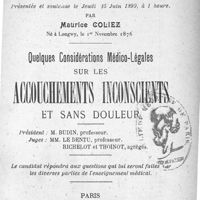 Présentée et soutenue le Jeudi 15 Juin 1899, à 1 heure.
PAR
Maurice COLIEZ
Né à Longwy, le 1er Novembre 1876
Quelques Considérations Médico-Légales
SUR LES
ACCOUCHEMENTS INCONSCIENTS
ET SANS DOULEUR
Président : M. BUDIN, professeur.
Juges : MM. LE DENTU, professeur.
RICHELOT et THOINOT, agrégés.
Le candidat répondra aux questions qui lui seront faites
les diverses parties de l'enseignement médical.
PARIS